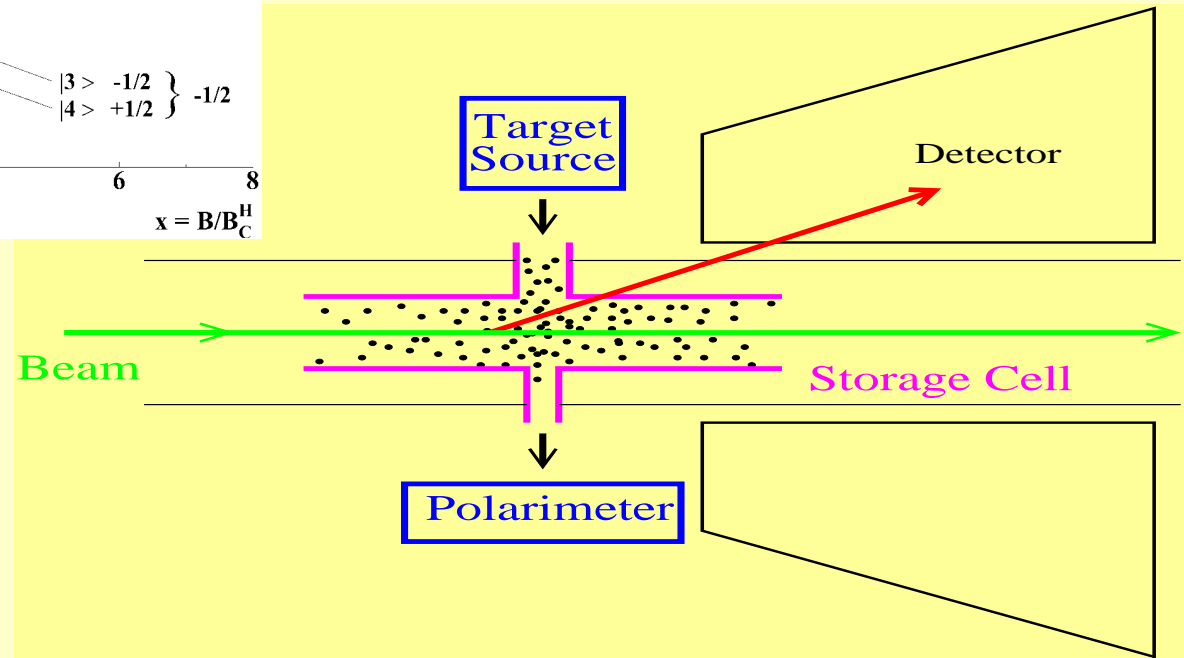 |3 > -1/2
|4 > +1/2
} -1/2
6 8
x = B/B_C^H
Target
Source
Detector
Beam
Storage Cell
Polarimeter